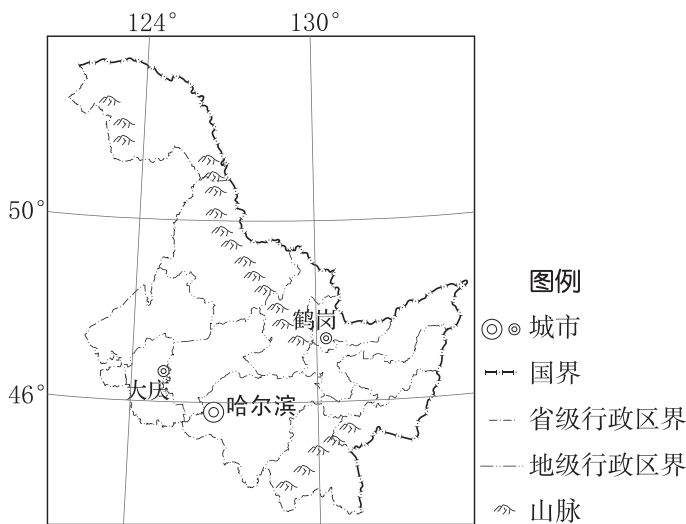 124°
130°
50°
46°
鹤岗
大庆
哈尔滨
图例
城市
国界
省级行政区界
地级行政区界
山脉